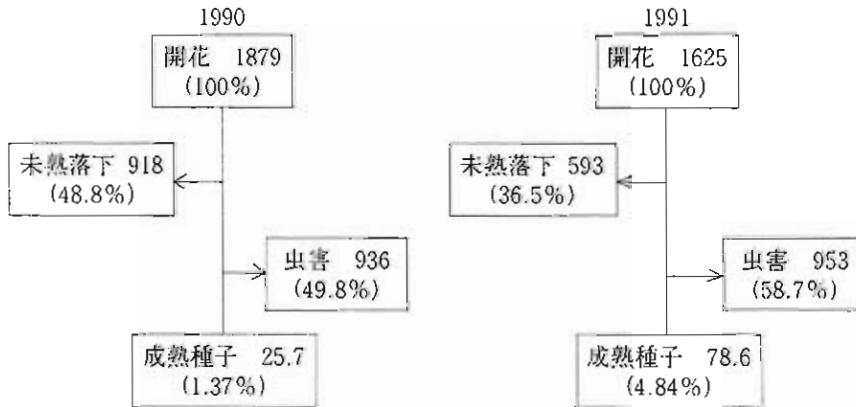 1990
開花 1879
(100%)
未熟落下 918
(48.8%)
虫害 936
(49.8%)
成熟種子 25.7
(1.37%)
1991
開花 1625
(100%)
未熟落下 593
(36.5%)
虫害 953
(58.7%)
成熟種子 78.6
(4.84%)